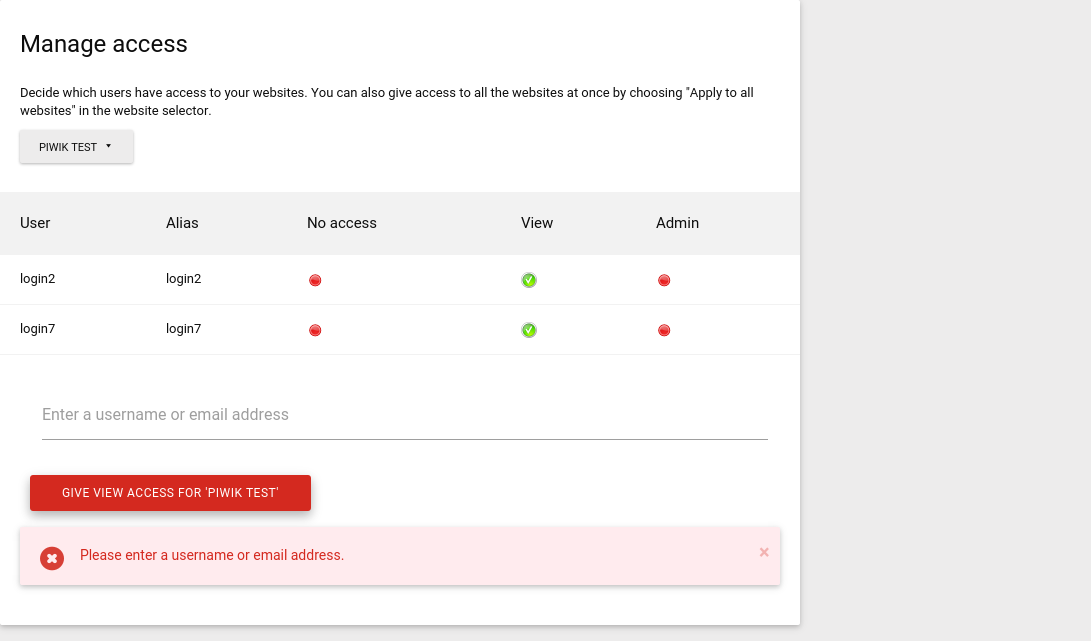 Manage access
Decide which users have access to your websites. You can also give access to all the websites at once by choosing "Apply to all
websites" in the website selector.
PIWIK TEST
User Alias No access View Admin
login2 login2
login7 login7
Enter a username or email address
GIVE VIEW ACCESS FOR 'PIWIK TEST'
Please enter a username or email address. ×